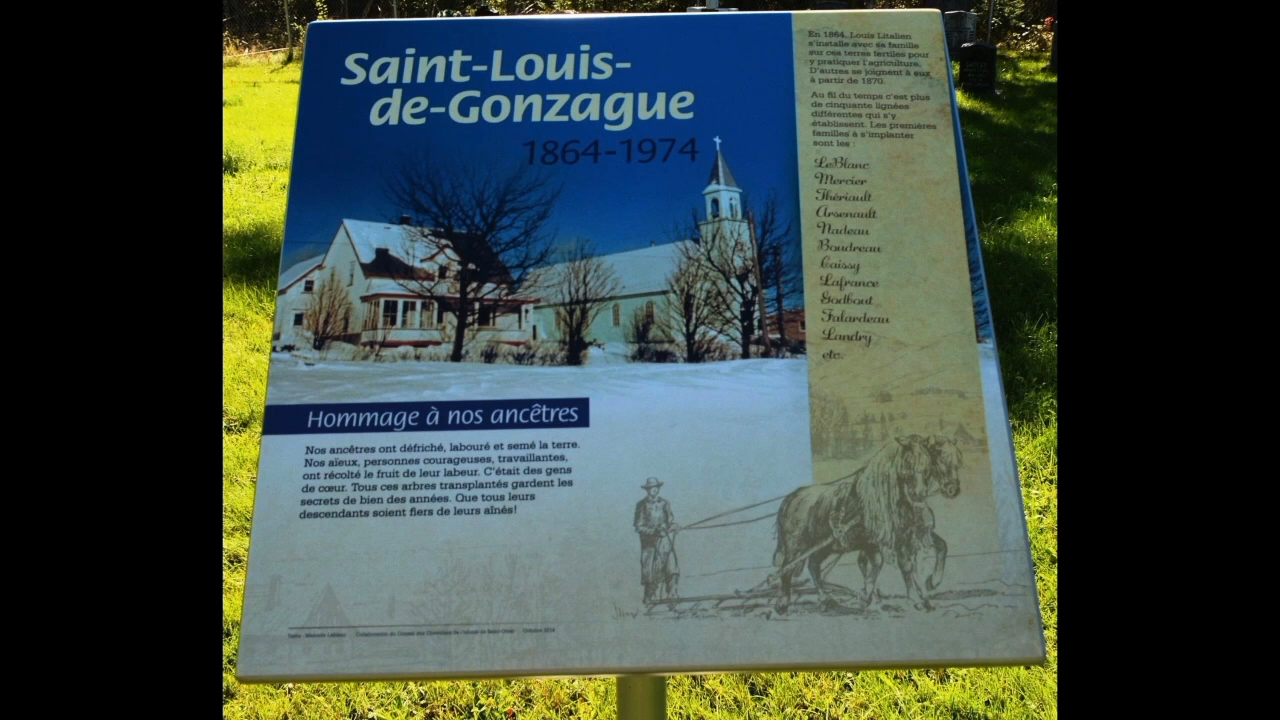 Saint-Louis-
de-Gonzague
1864-1974
En 1864, Louis Litalien
s'installe avec sa famille
sur ces terres fertiles pour
y pratiquer l'agriculture.
D'autres se joignent à eux
à partir de 1870.
Au fil du temps c'est plus
de cinquante lignées
différentes qui s'y
établissent. Les premières
familles à s'implanter
sont les :
LeBlanc
Mercier
Thériault
Arsenault
Nadeau
Boudreau
Caissy
Lafrance
Godbout
Falardeau
Landry
etc.
Hommage à nos ancêtres
Nos ancêtres ont défriché, labouré et semé la terre.
Nos aïeux, personnes courageuses, travaillantes,
ont récolté le fruit de leur labeur. C'était des gens
de cœur. Tous ces arbres transplantés gardent les
secrets de bien des années. Que tous leurs
descendants soient fiers de leurs aînés!